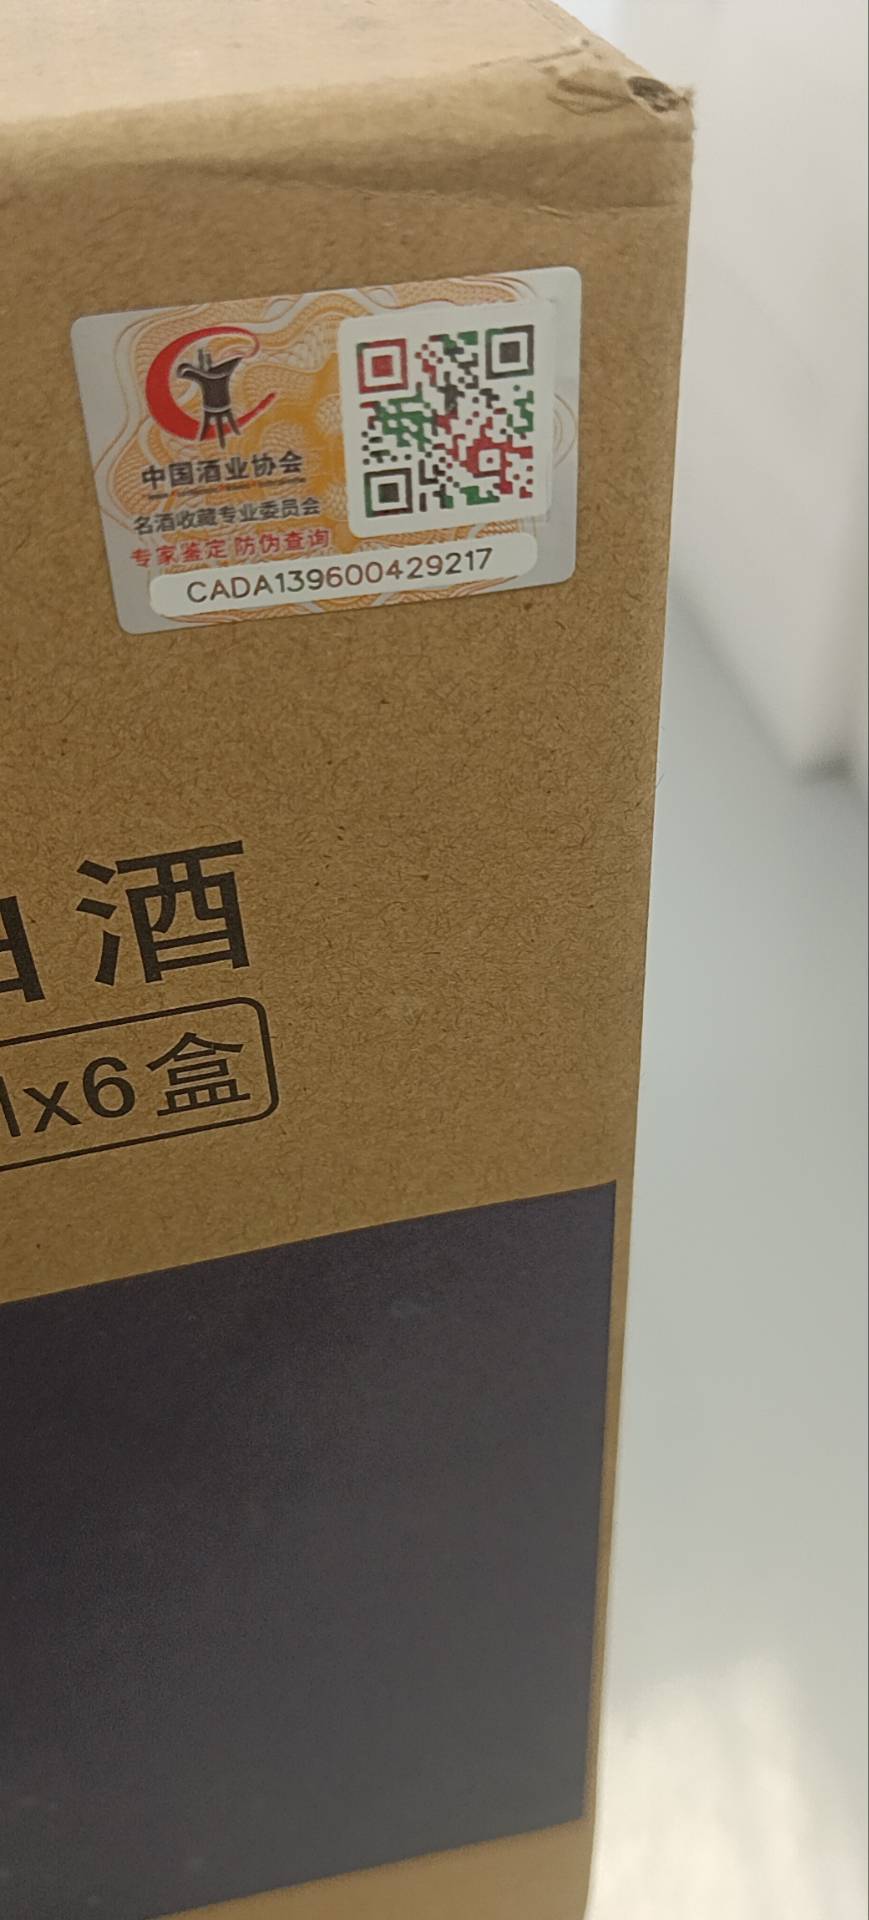 中国酒业协会
名酒收藏专业委员会
专家鉴定 防伪查询
CADA139600429217
酒
x6盒